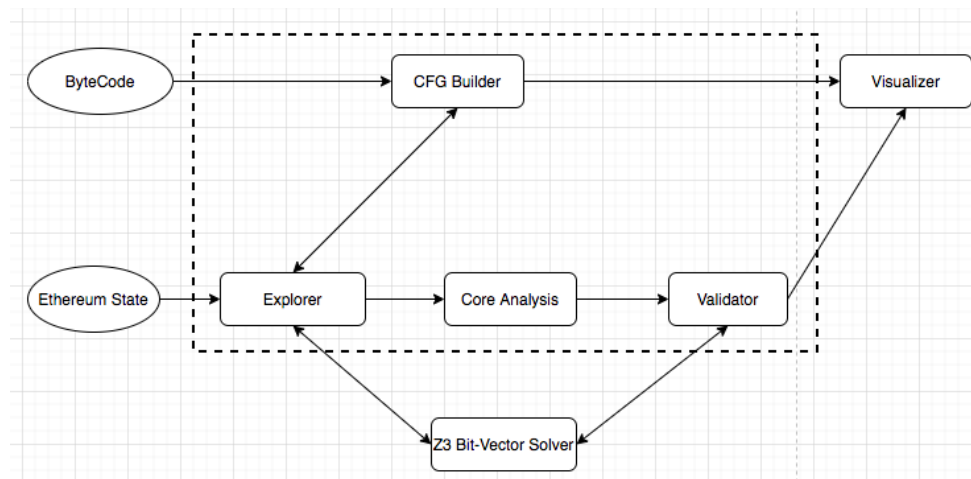 ByteCode
CFG Builder
Visualizer
Ethereum State
Explorer
Core Analysis
Validator
Z3 Bit-Vector Solver